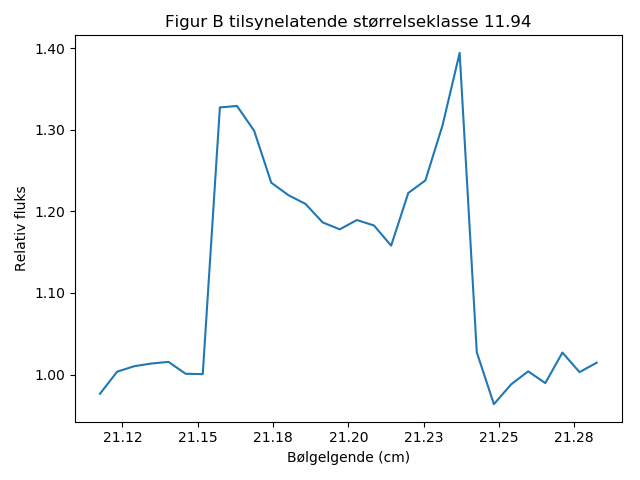 Figur B tilsynelatende størrelseklasse 11.94
1.40
1.30
1.20
1.10
1.00
Relativ fluks
21.12 21.15 21.18 21.20 21.23 21.25 21.28
Bølgelgende (cm)